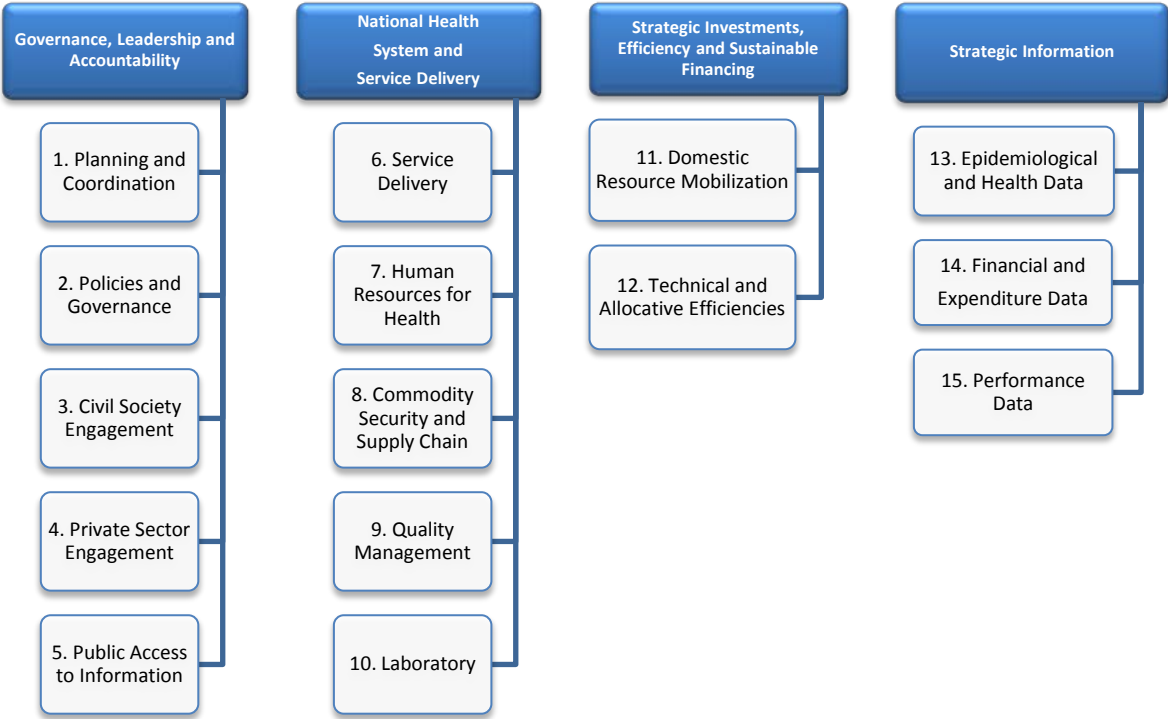 Governance, Leadership and
Accountability
1. Planning and
Coordination
2. Policies and
Governance
3. Civil Society
Engagement
4. Private Sector
Engagement
5. Public Access
to Information
National Health
System and
Service Delivery
6. Service
Delivery
7. Human
Resources for
Health
8. Commodity
Security and
Supply Chain
9. Quality
Management
10. Laboratory
Strategic Investments,
Efficiency and Sustainable
Financing
11. Domestic
Resource Mobilization
12. Technical and
Allocative Efficiencies
Strategic Information
13. Epidemiological
and Health Data
14. Financial and
Expenditure Data
15. Performance
Data